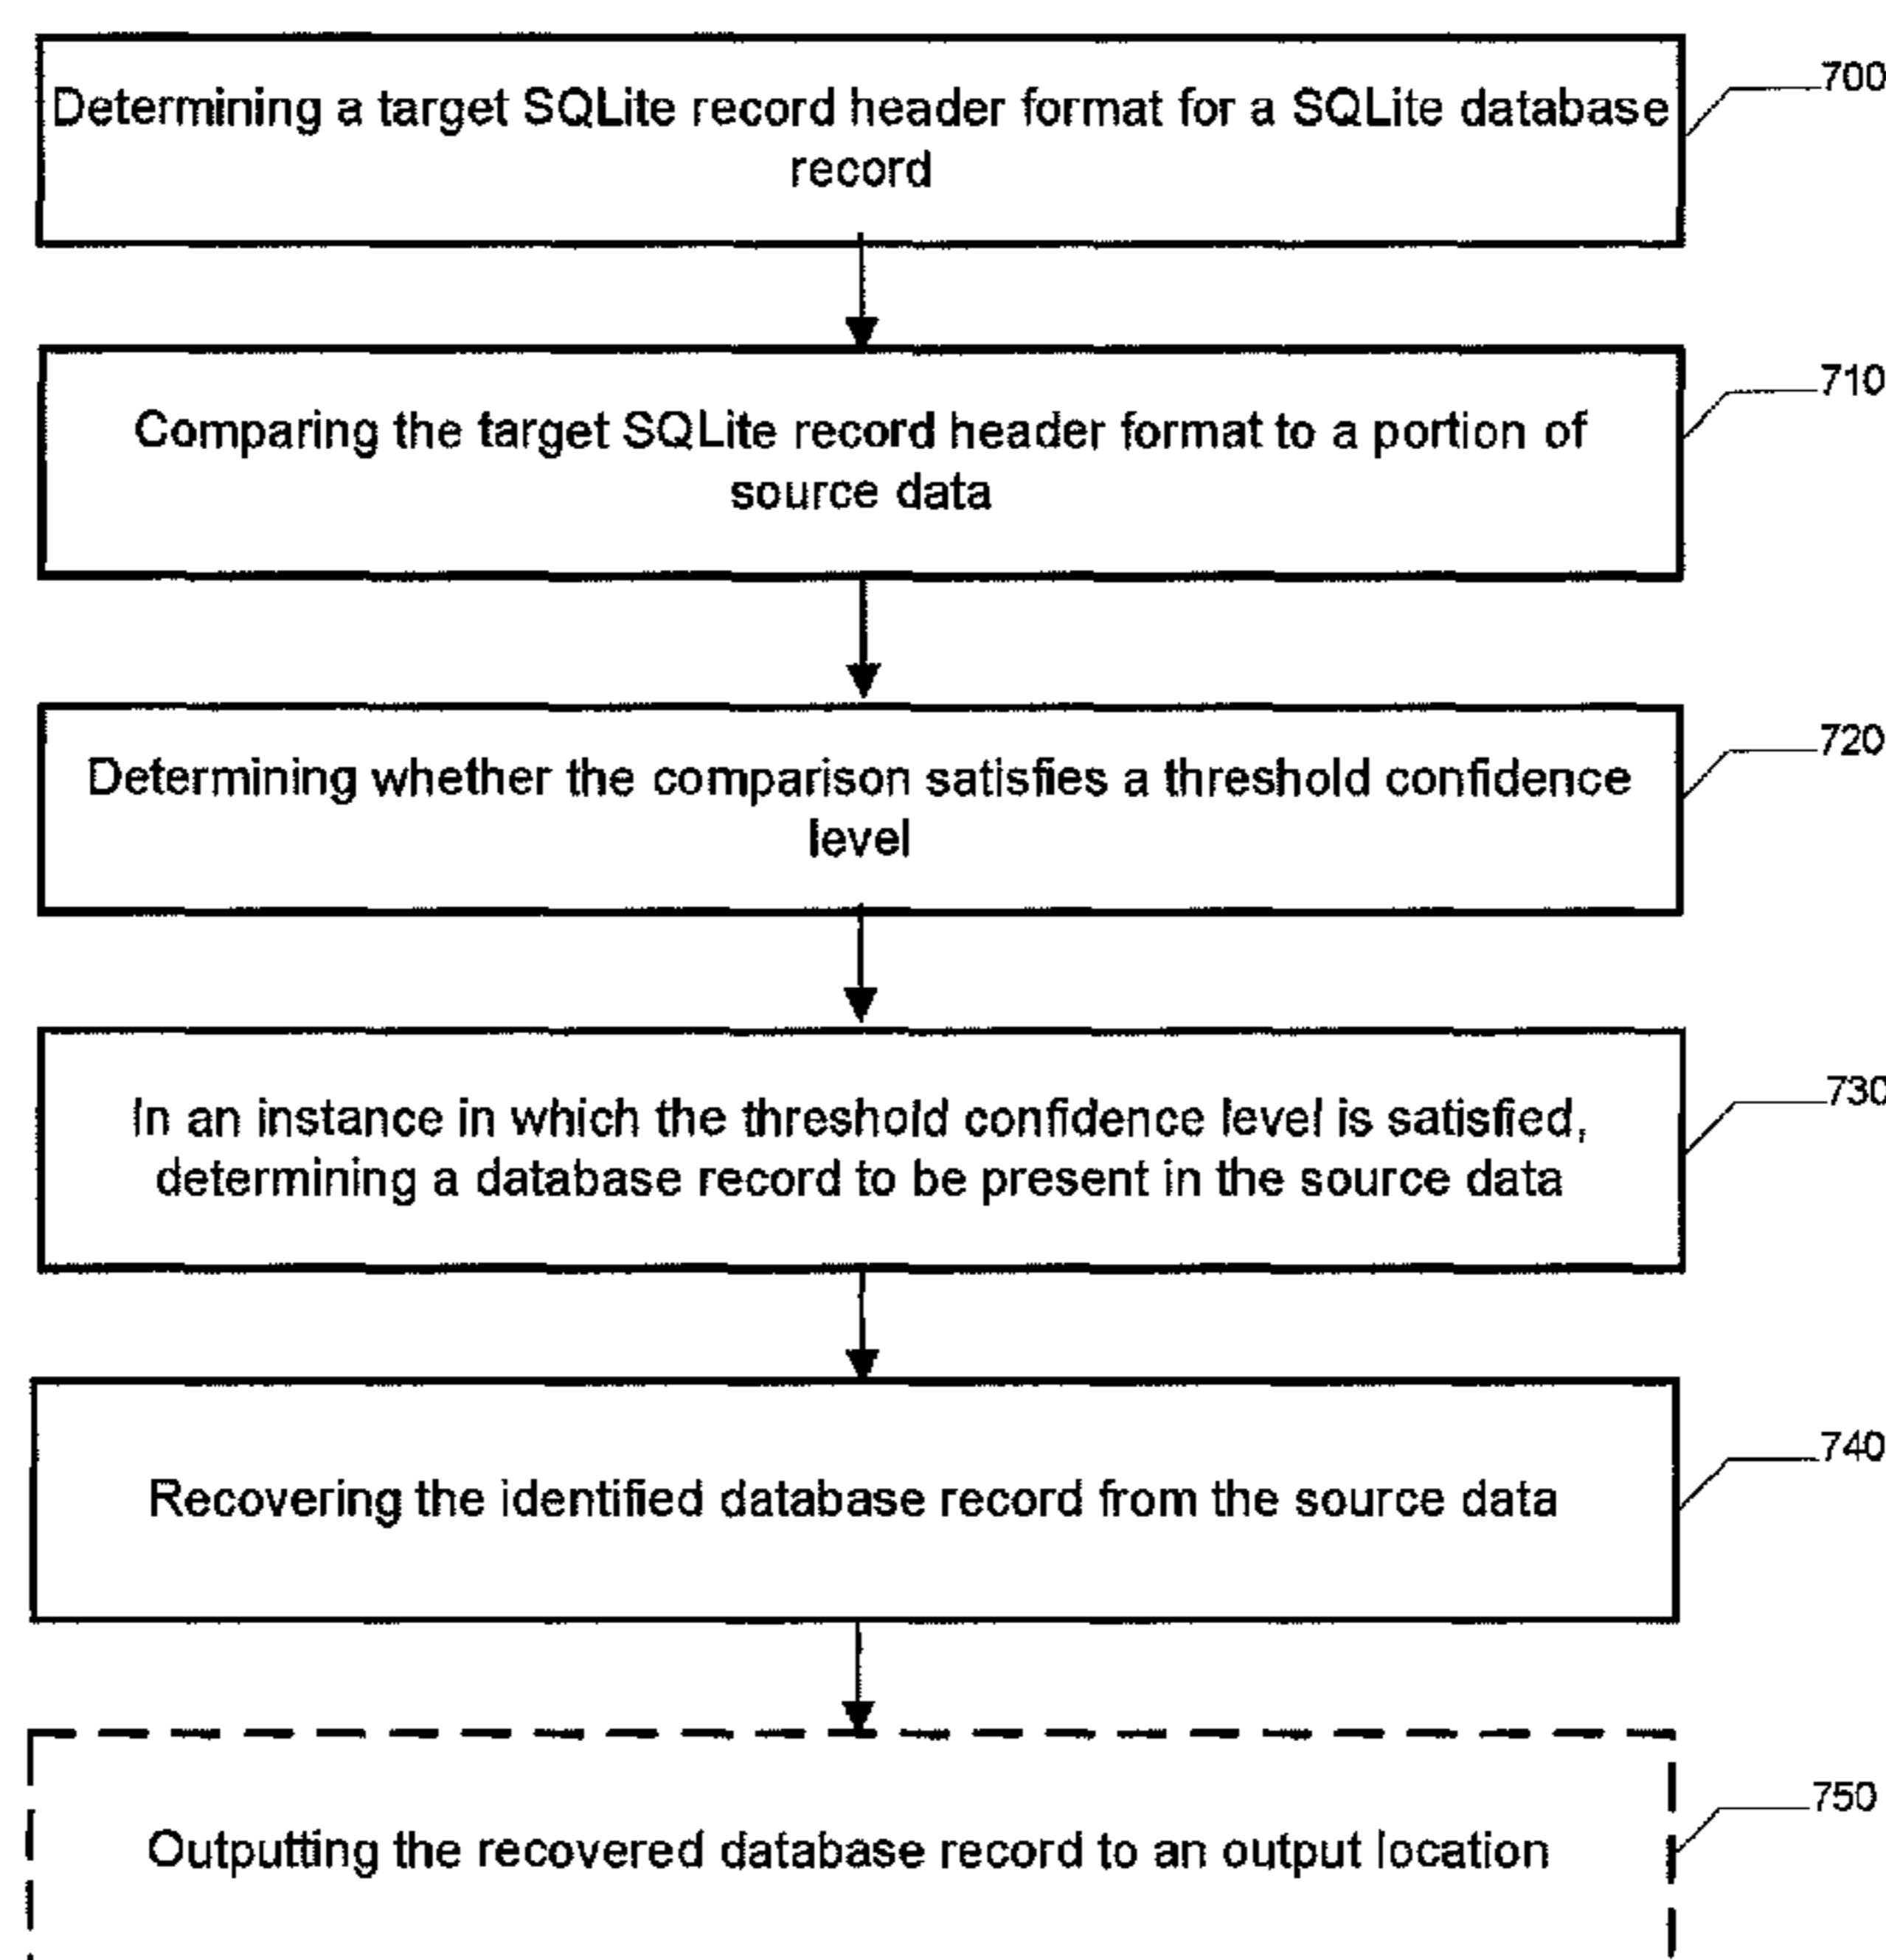 Determining a target SQLite record header format for a SQLite database
record
700
Comparing the target SQLite record header format to a portion of
source data
710
Determining whether the comparison satisfies a threshold confidence
level
720
In an instance in which the threshold confidence level is satisfied,
determining a database record to be present in the source data
730
Recovering the identified database record from the source data
740
Outputting the recovered database record to an output location
750